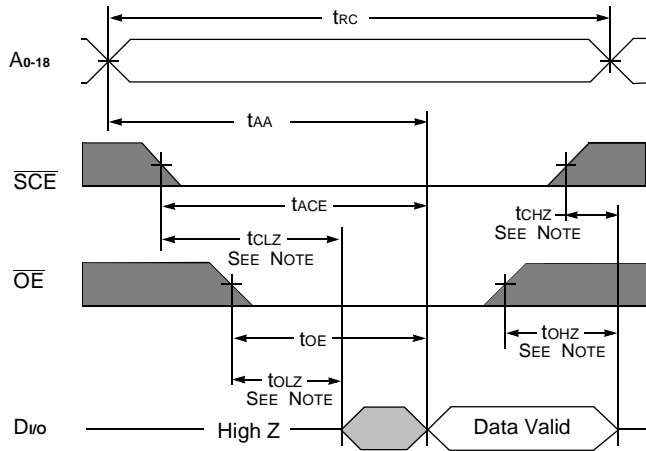 tRC
A0-18
tAA
SCE
tACE
tCHZ
SEE NOTE
tCLZ
SEE NOTE
OE
tOE
tOHZ
SEE NOTE
tOLZ
SEE NOTE
DI/O
High Z
Data Valid